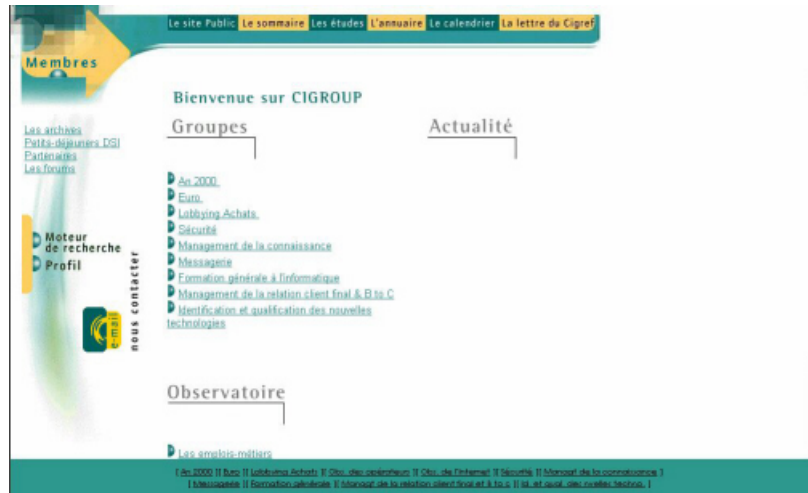 Le site Public Le sommaire Les études L'annuaire Le calendrier La lettre du Cigref
Membres
Bienvenue sur CIGROUP
Groupes
Actualité
Les archives
Petits-déjeuners DSI
Partenaires
Les forums
An 2000
Euro
Lobbying Achats
Sécurité
Management de la connaissance
Messagerie
Formation générale à l'informatique
Management de la relation client final & B to C
Identification et qualification des nouvelles
technologies
Moteur
de recherche
Profil
nous contacter
e-mail
Observatoire
Les emplois-métiers
[ An 2000 ][ Euro ][ Lobbying Achats ][ Obs. des opérateurs ][ Obs. de l'internet ][ Sécurité ][ Managt de la connaissance ]
[ Messagerie ][ Formation générale ][ Managt de la relation client final et b to c ][ Id. et qual. des nvelles techno. ]